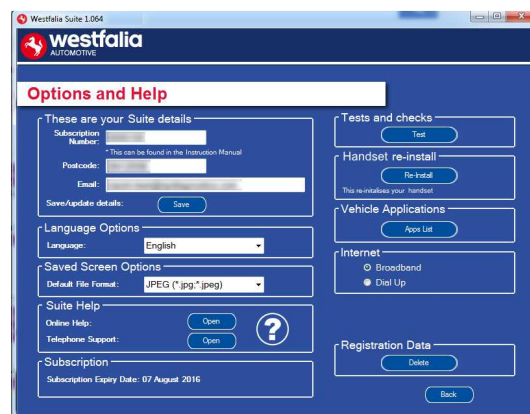 Westfalia Suite 1.064
westfalia
AUTOMOTIVE
Options and Help
These are your Suite details
Subscription
Number:
* This can be found in the Instruction Manual
Postcode:
Email:
Save/update details:
Save
Language Options
Language:
English
Saved Screen Options
Default File Format:
JPEG (*.jpg;*.jpeg)
Suite Help
Online Help:
Open
Telephone Support:
Open
?
Subscription
Subscription Expiry Date: 07 August 2016
Tests and checks
Test
Handset re-install
Re-Install
This re-initalises your handset
Vehicle Applications
Apps List
Internet
Broadband
Dial Up
Registration Data
Delete
Back